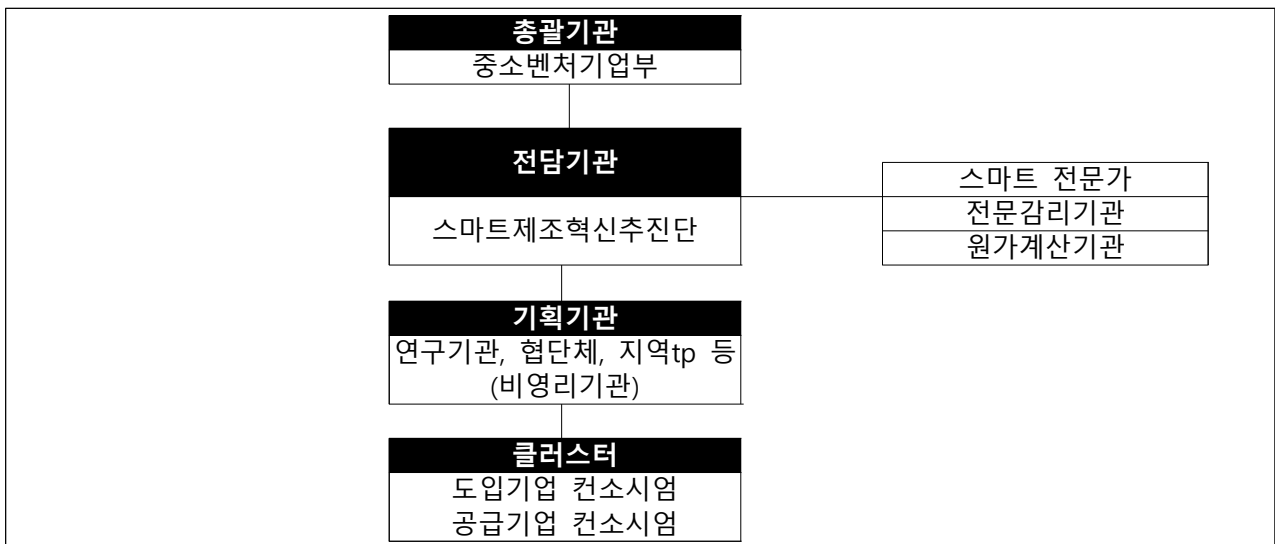 총괄기관
중소벤처기업부
전담기관
스마트제조혁신추진단
스마트 전문가
전문감리기관
원가계산기관
기획기관
연구기관, 협단체, 지역tp 등
(비영리기관)
클러스터
도입기업 컨소시엄
공급기업 컨소시엄